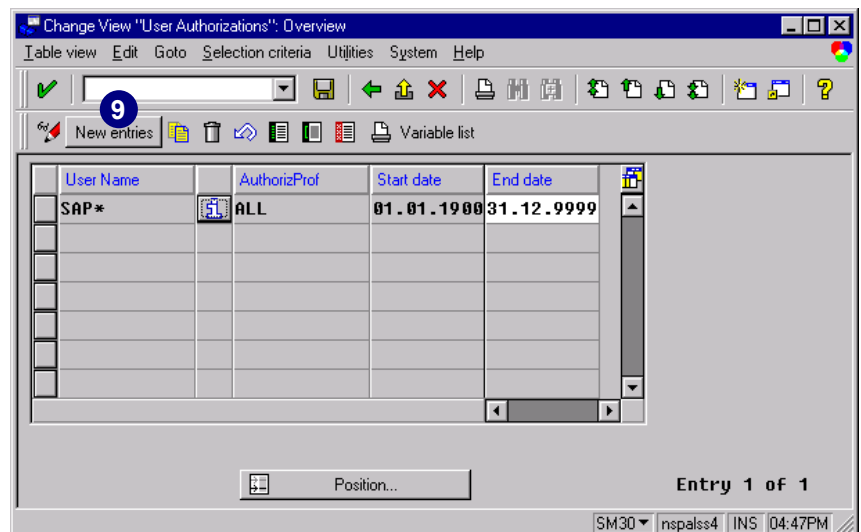 Change View "User Authorizations": Overview
Table view Edit Goto Selection criteria Utilities System Help
9
New entries Variable list
User Name AuthorizProf Start date End date
SAP* ALL 01.01.1900 31.12.9999
Position... Entry 1 of 1
SM30 nspalss4 INS 04:47PM